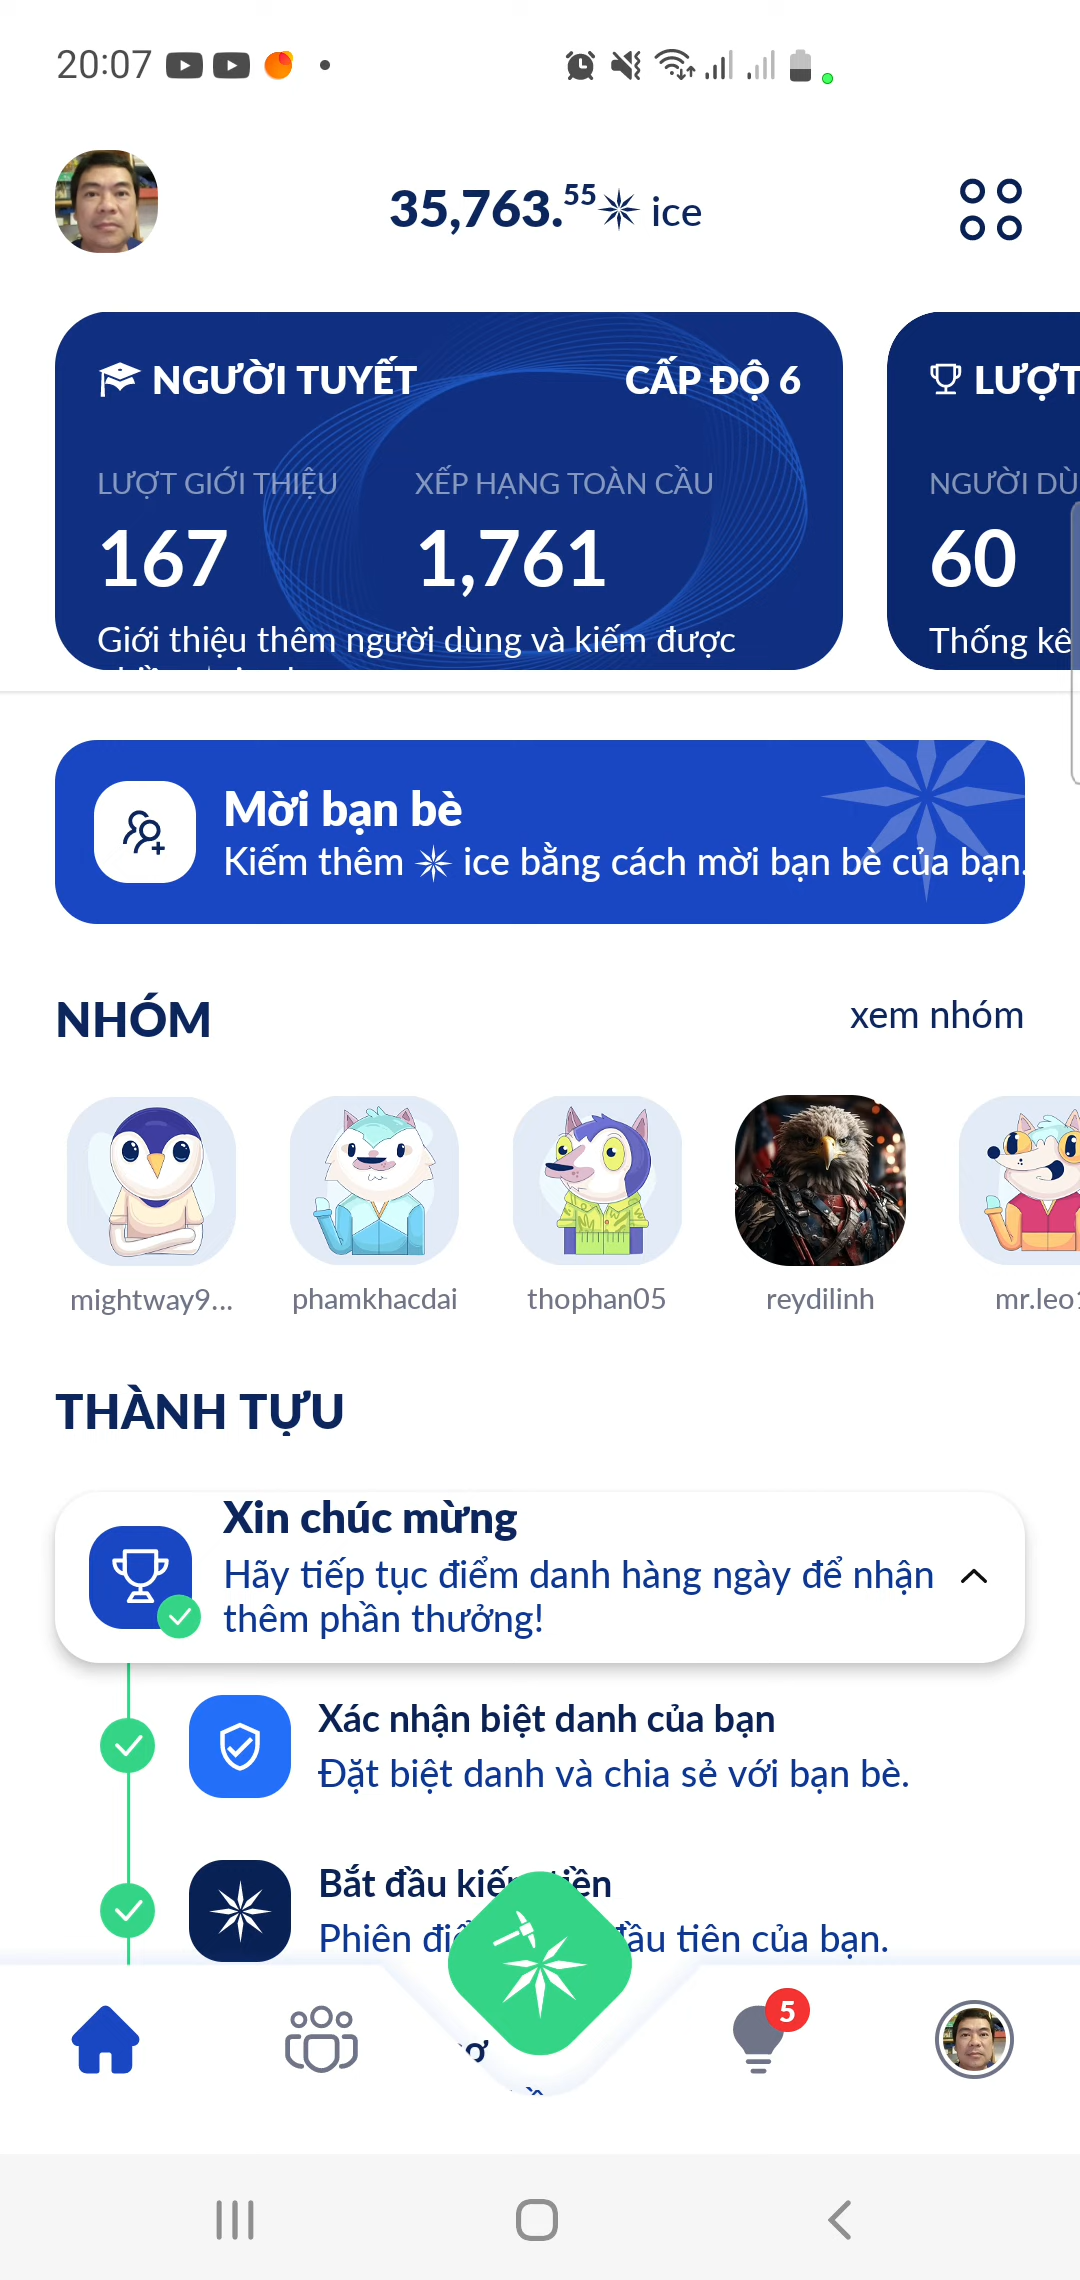 20:07
35,763.55 ice
NGƯỜI TUYẾT
CẤP ĐỘ 6
LƯỢT
LƯỢT GIỚI THIỆU
XẾP HẠNG TOÀN CẦU
NGƯỜI DÙ
167
1,761
60
Giới thiệu thêm người dùng và kiếm được
Thống kê
Mời bạn bè
Kiếm thêm ice bằng cách mời bạn bè của bạn.
NHÓM
xem nhóm
mightway9...
phamkhacdai
thophan05
reydilinh
mr.leo
THÀNH TỰU
Xin chúc mừng
Hãy tiếp tục điểm danh hàng ngày để nhận
thêm phần thưởng!
Xác nhận biệt danh của bạn
Đặt biệt danh và chia sẻ với bạn bè.
Bắt đầu kiếm tiền
Phiên đầu tiên của bạn.
5